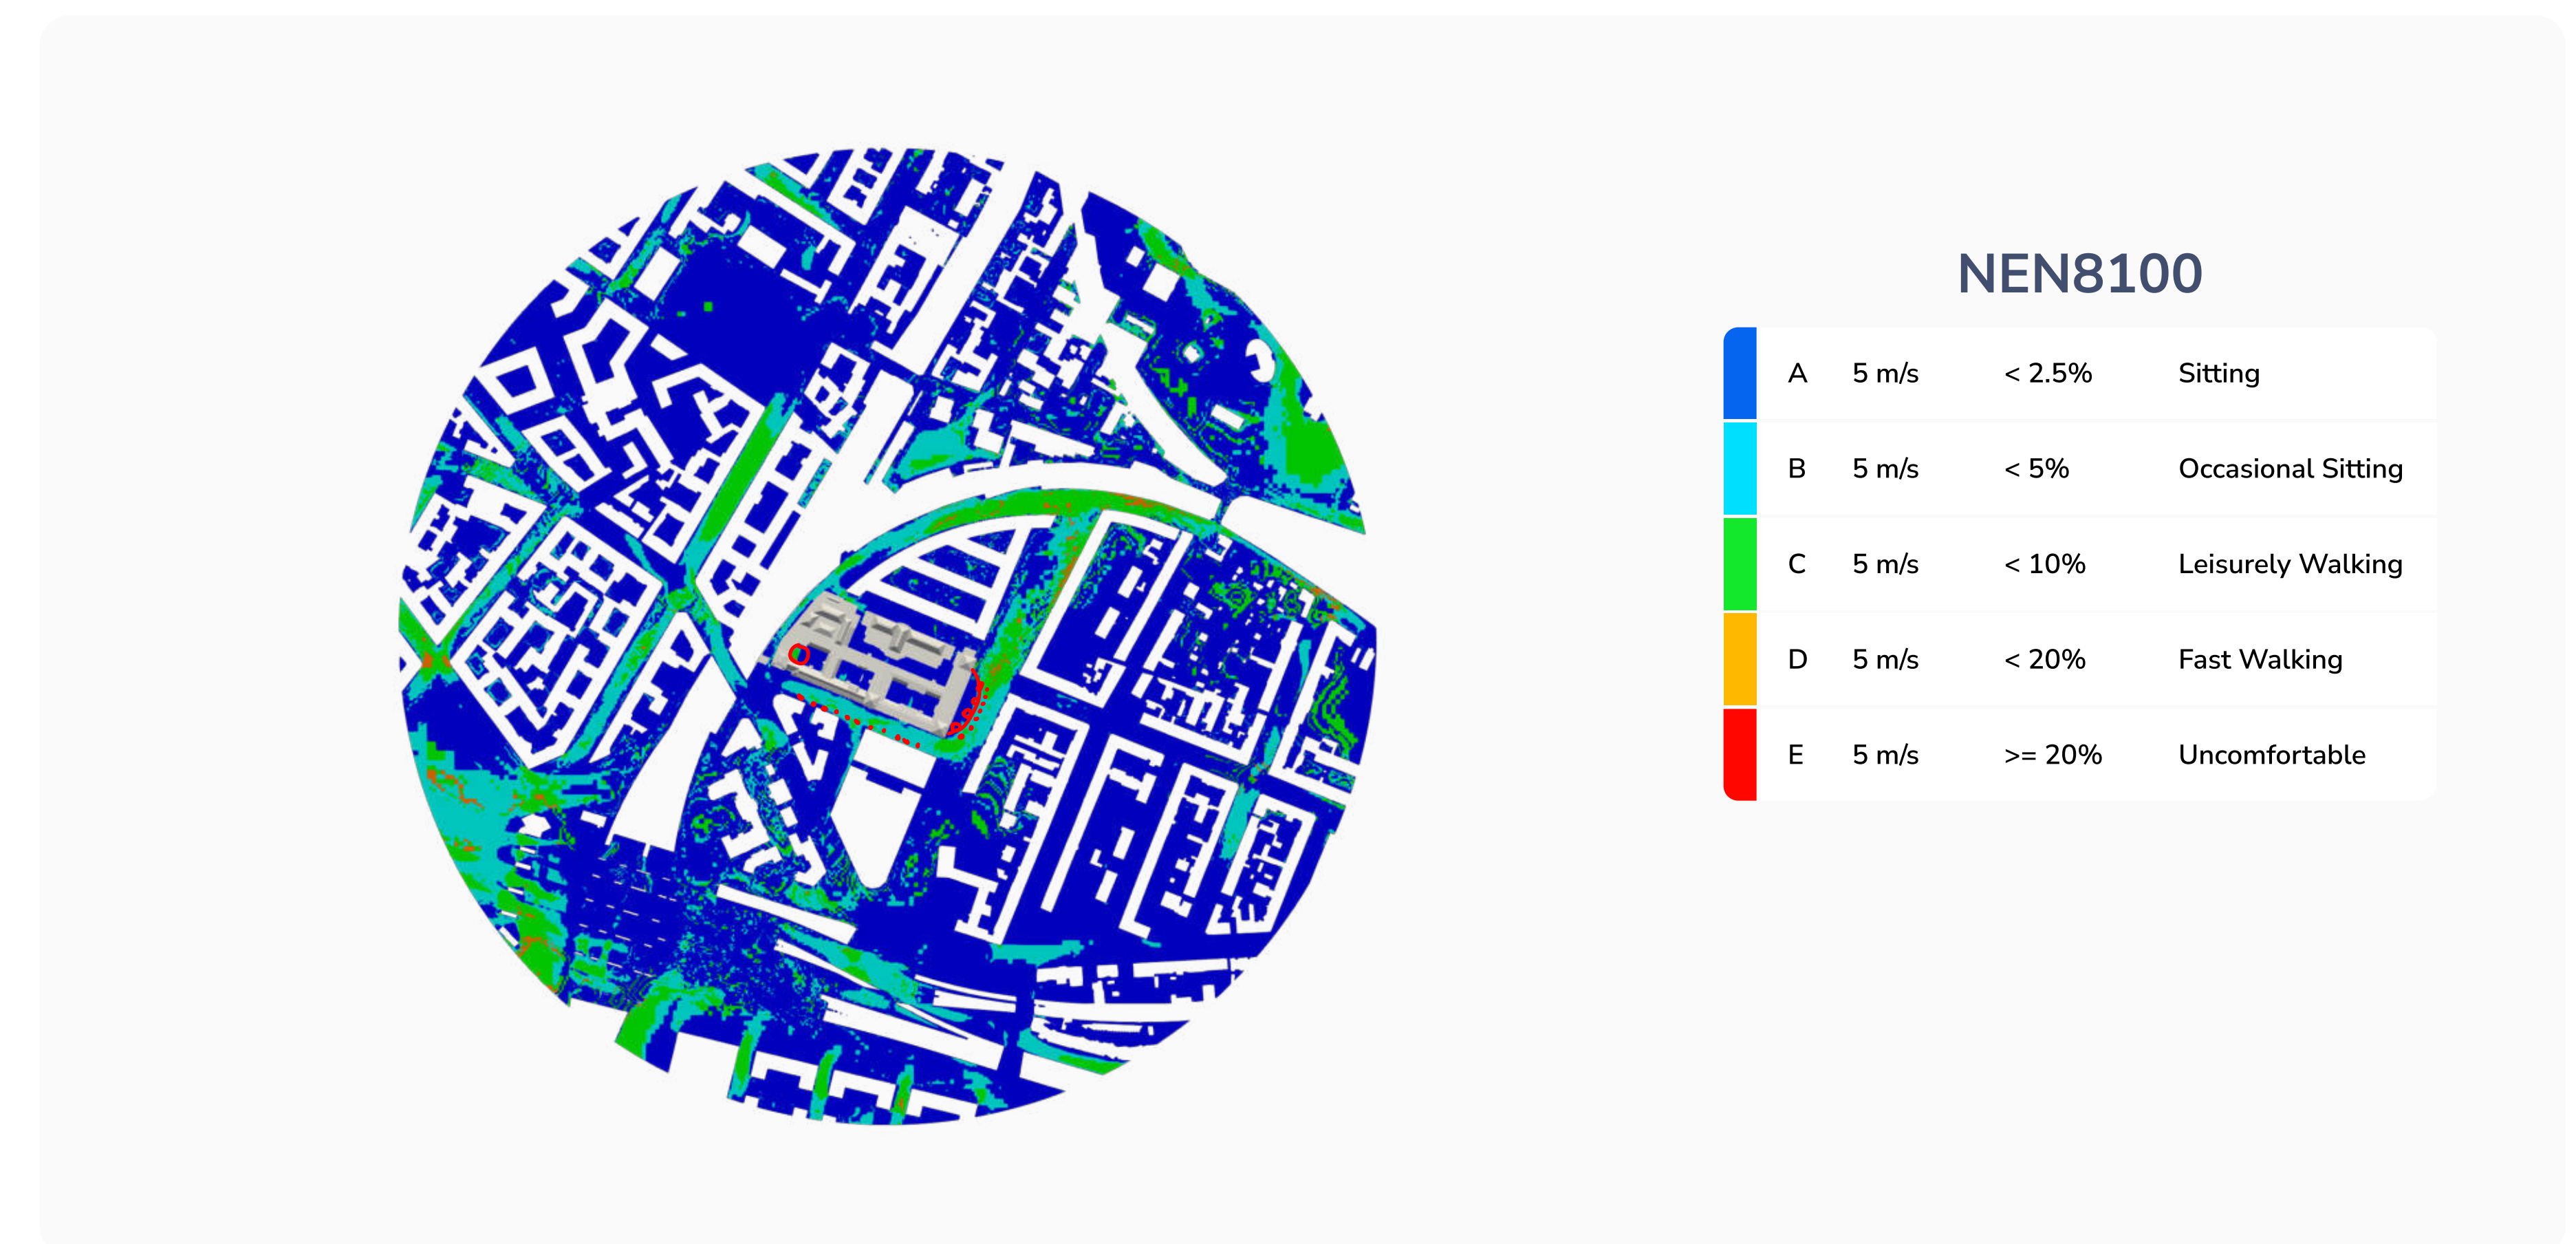 NEN8100
A 5 m/s < 2.5% Sitting
B 5 m/s < 5% Occasional Sitting
C 5 m/s < 10% Leisurely Walking
D 5 m/s < 20% Fast Walking
E 5 m/s >= 20% Uncomfortable